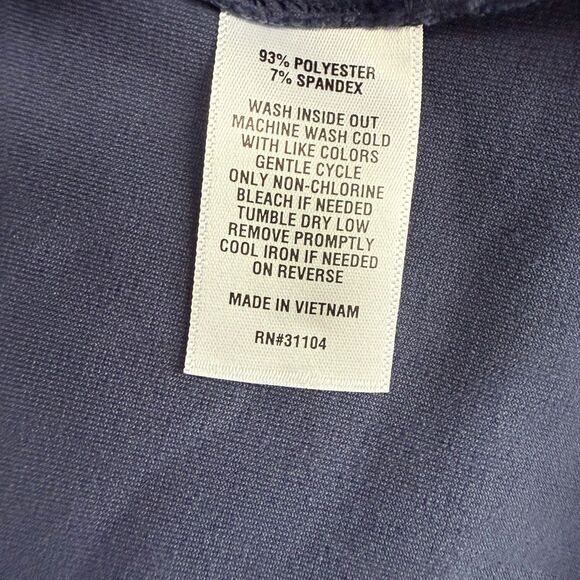 93% POLYESTER
7% SPANDEX
WASH INSIDE OUT
MACHINE WASH COLD
WITH LIKE COLORS
GENTLE CYCLE
ONLY NON-CHLORINE
BLEACH IF NEEDED
TUMBLE DRY LOW
REMOVE PROMPTLY
COOL IRON IF NEEDED
ON REVERSE
MADE IN VIETNAM
RN#31104